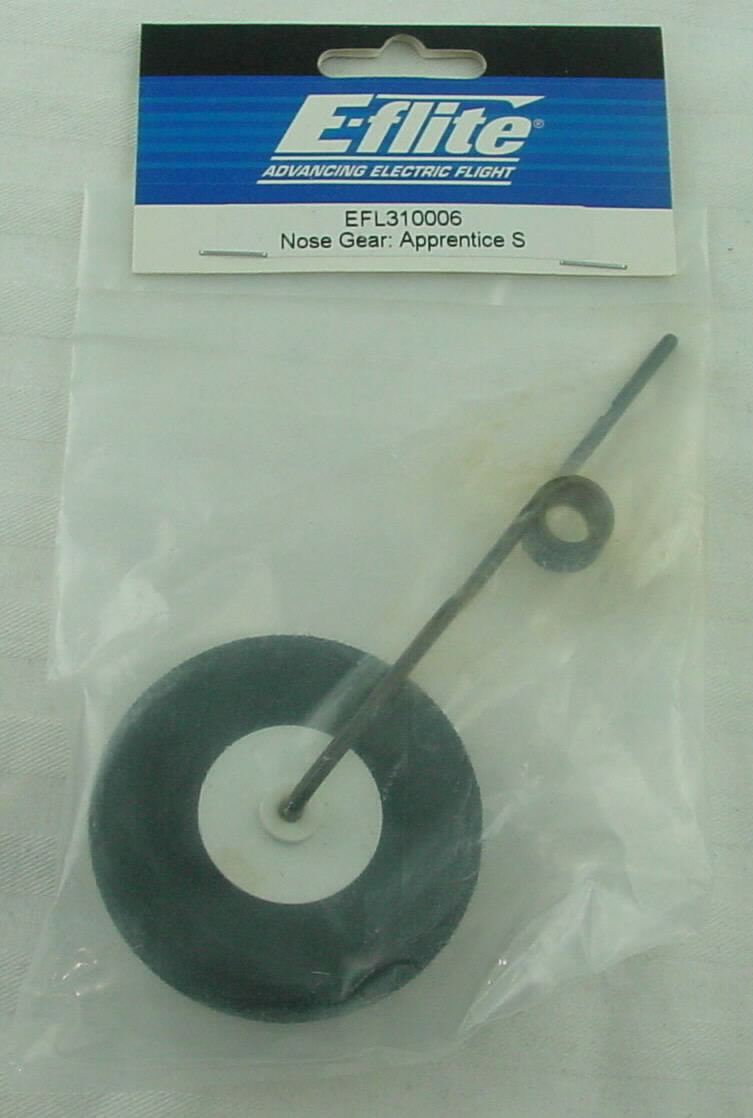 E-flite®
ADVANCING ELECTRIC FLIGHT
EFL310006
Nose Gear: Apprentice S